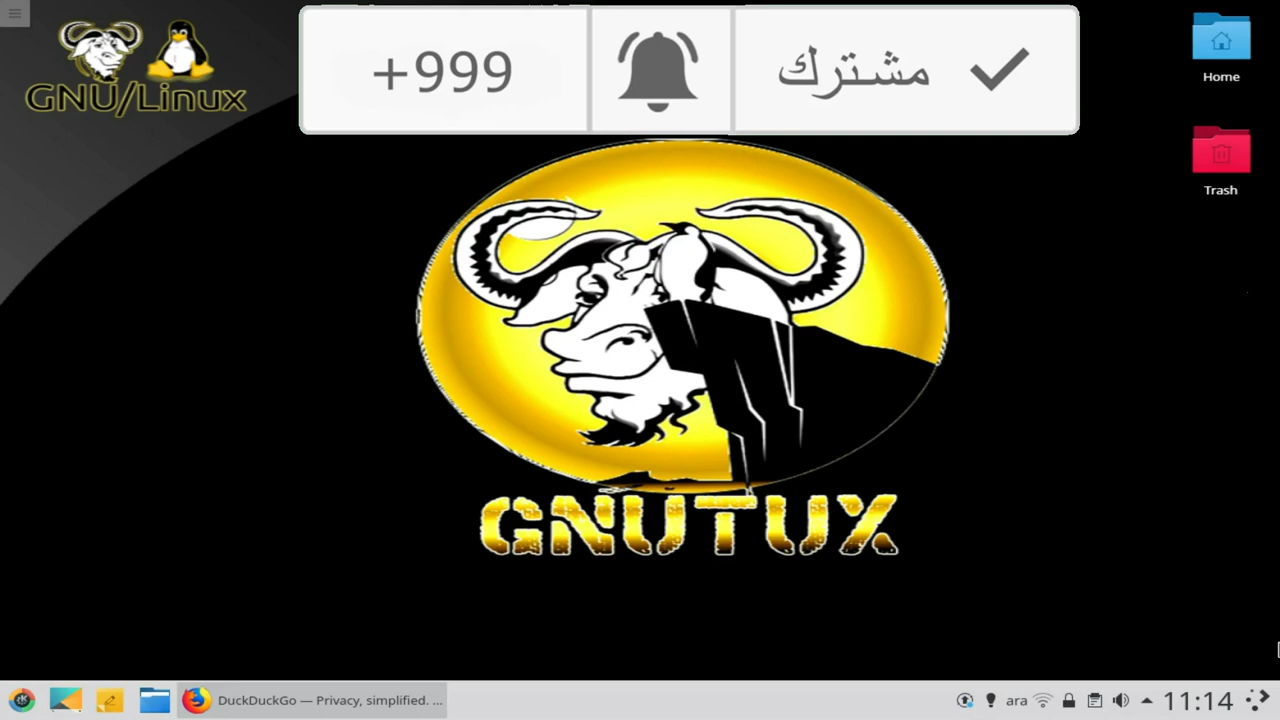 GNU/Linux
+999
مشترك
Home
Trash
GNUTUX
DuckDuckGo — Privacy, simplified. ...
ara
11:14